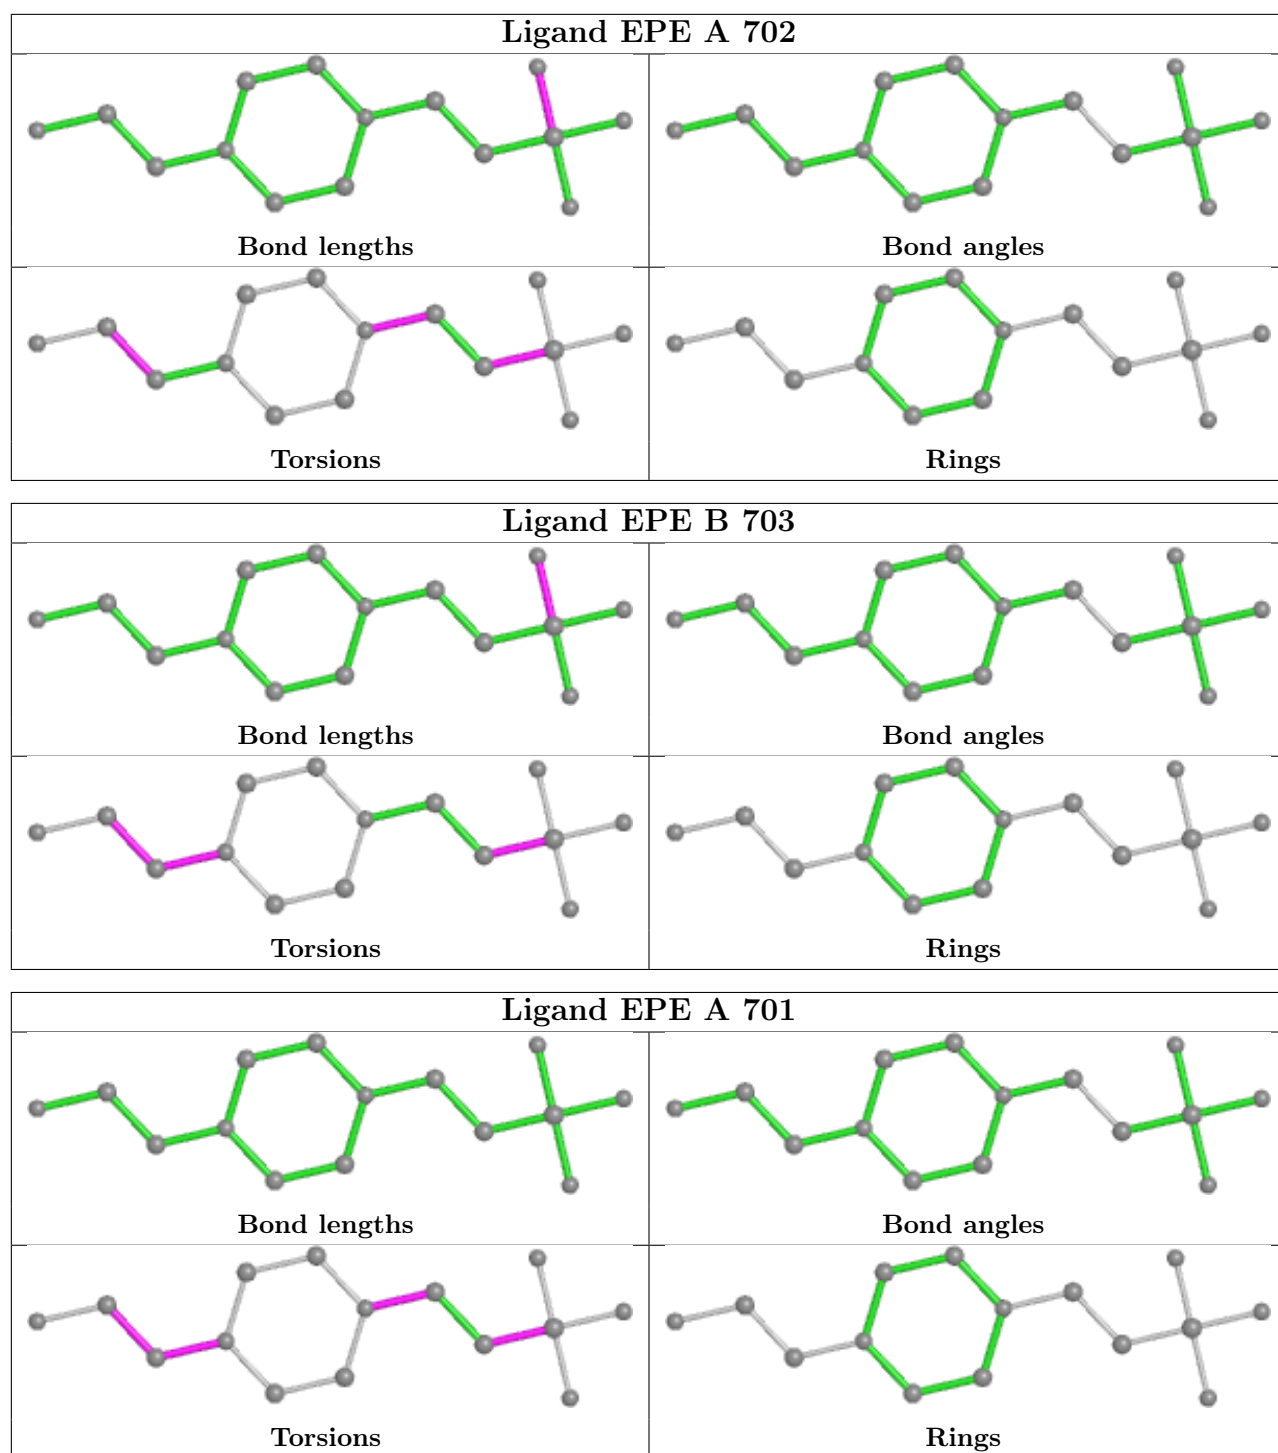 Ligand EPE A 702
Bond lengths
Bond angles
Torsions
Rings
Ligand EPE B 703
Bond lengths
Bond angles
Torsions
Rings
Ligand EPE A 701
Bond lengths
Bond angles
Torsions
Rings